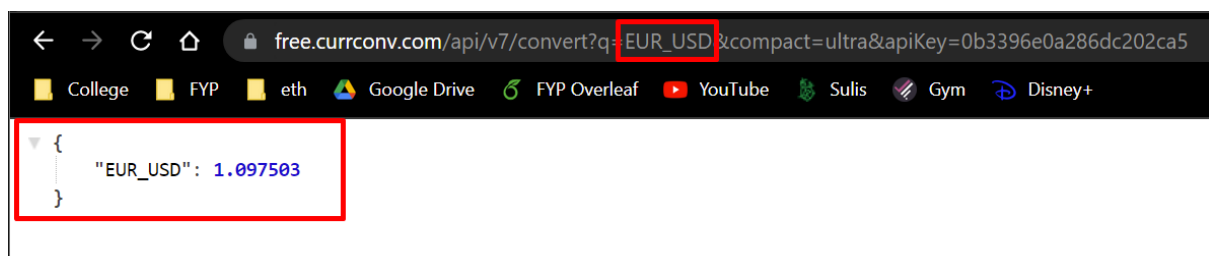 free.currconv.com/api/v7/convert?q=EUR_USD&compact=ultra&apiKey=0b3396e0a286dc202ca5
College FYP eth Google Drive FYP Overleaf YouTube Sulis Gym Disney+
{
"EUR_USD": 1.097503
}